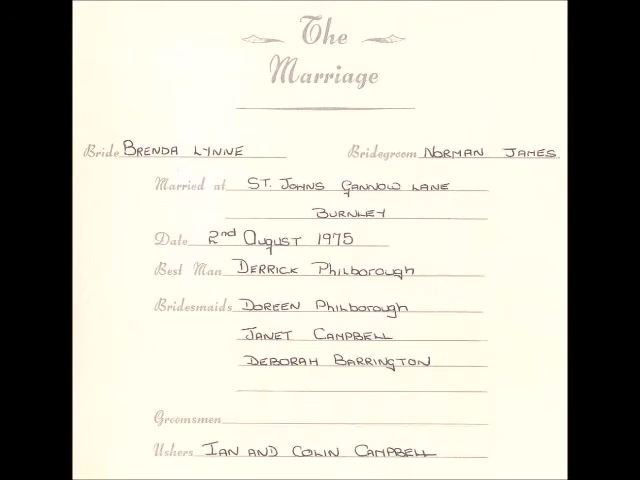 The
Marriage
Bride BRENDA LYNNE Bridegroom NORMAN JAMES
Married at ST. JOHNS GANNOW LANE
BURNLEY
Date 2nd August 1975
Best Man DERRICK Philborough
Bridesmaids DOREEN Philborough
JANET CAMPBELL
DEBORAH BARRINGTON
Groomsmen
Ushers IAN AND COLIN CAMPBELL